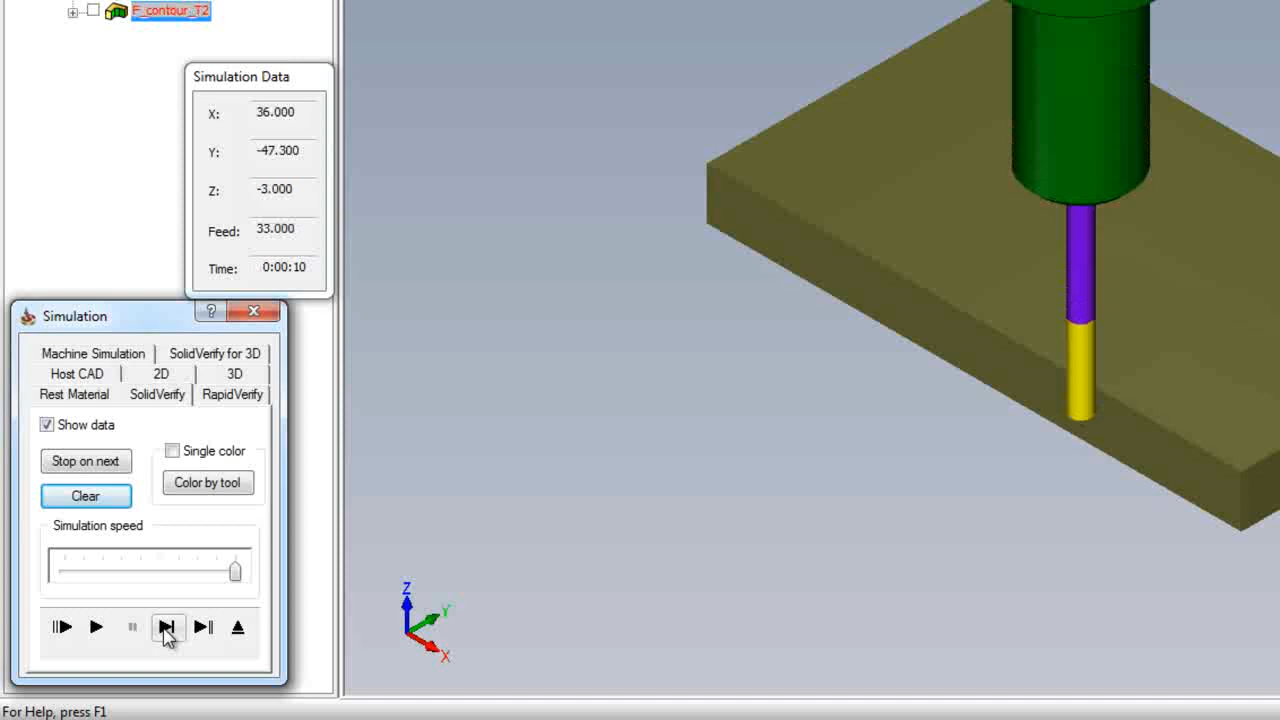 F_contour_T2
Simulation Data
X: 36.000
Y: -47.300
Z: -3.000
Feed: 33.000
Time: 0:00:10
Simulation
?
Machine Simulation SolidVerify for 3D
Host CAD 2D 3D
Rest Material SolidVerify RapidVerify
Show data
Stop on next
Single color
Clear
Color by tool
Simulation speed
Z
Y
X
For Help, press F1